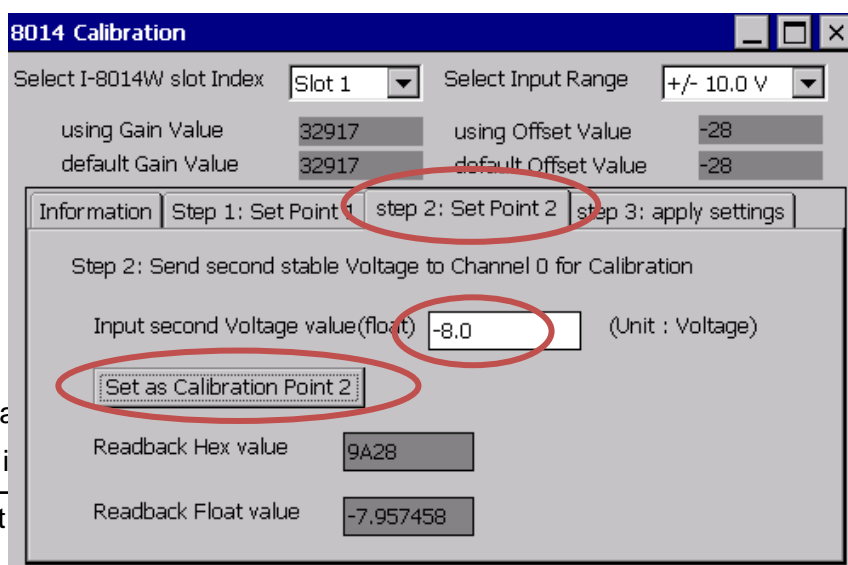 8014 Calibration
Select I-8014W slot Index Slot 1 Select Input Range +/- 10.0 V
using Gain Value 32917 using Offset Value -28
default Gain Value 32917 default Offset Value -28
Information Step 1: Set Point 1 step 2: Set Point 2 step 3: apply settings
Step 2: Send second stable Voltage to Channel 0 for Calibration
Input second Voltage value(float) -8.0 (Unit : Voltage)
Set as Calibration Point 2
Readback Hex value 9A28
Readback Float value -7.957458